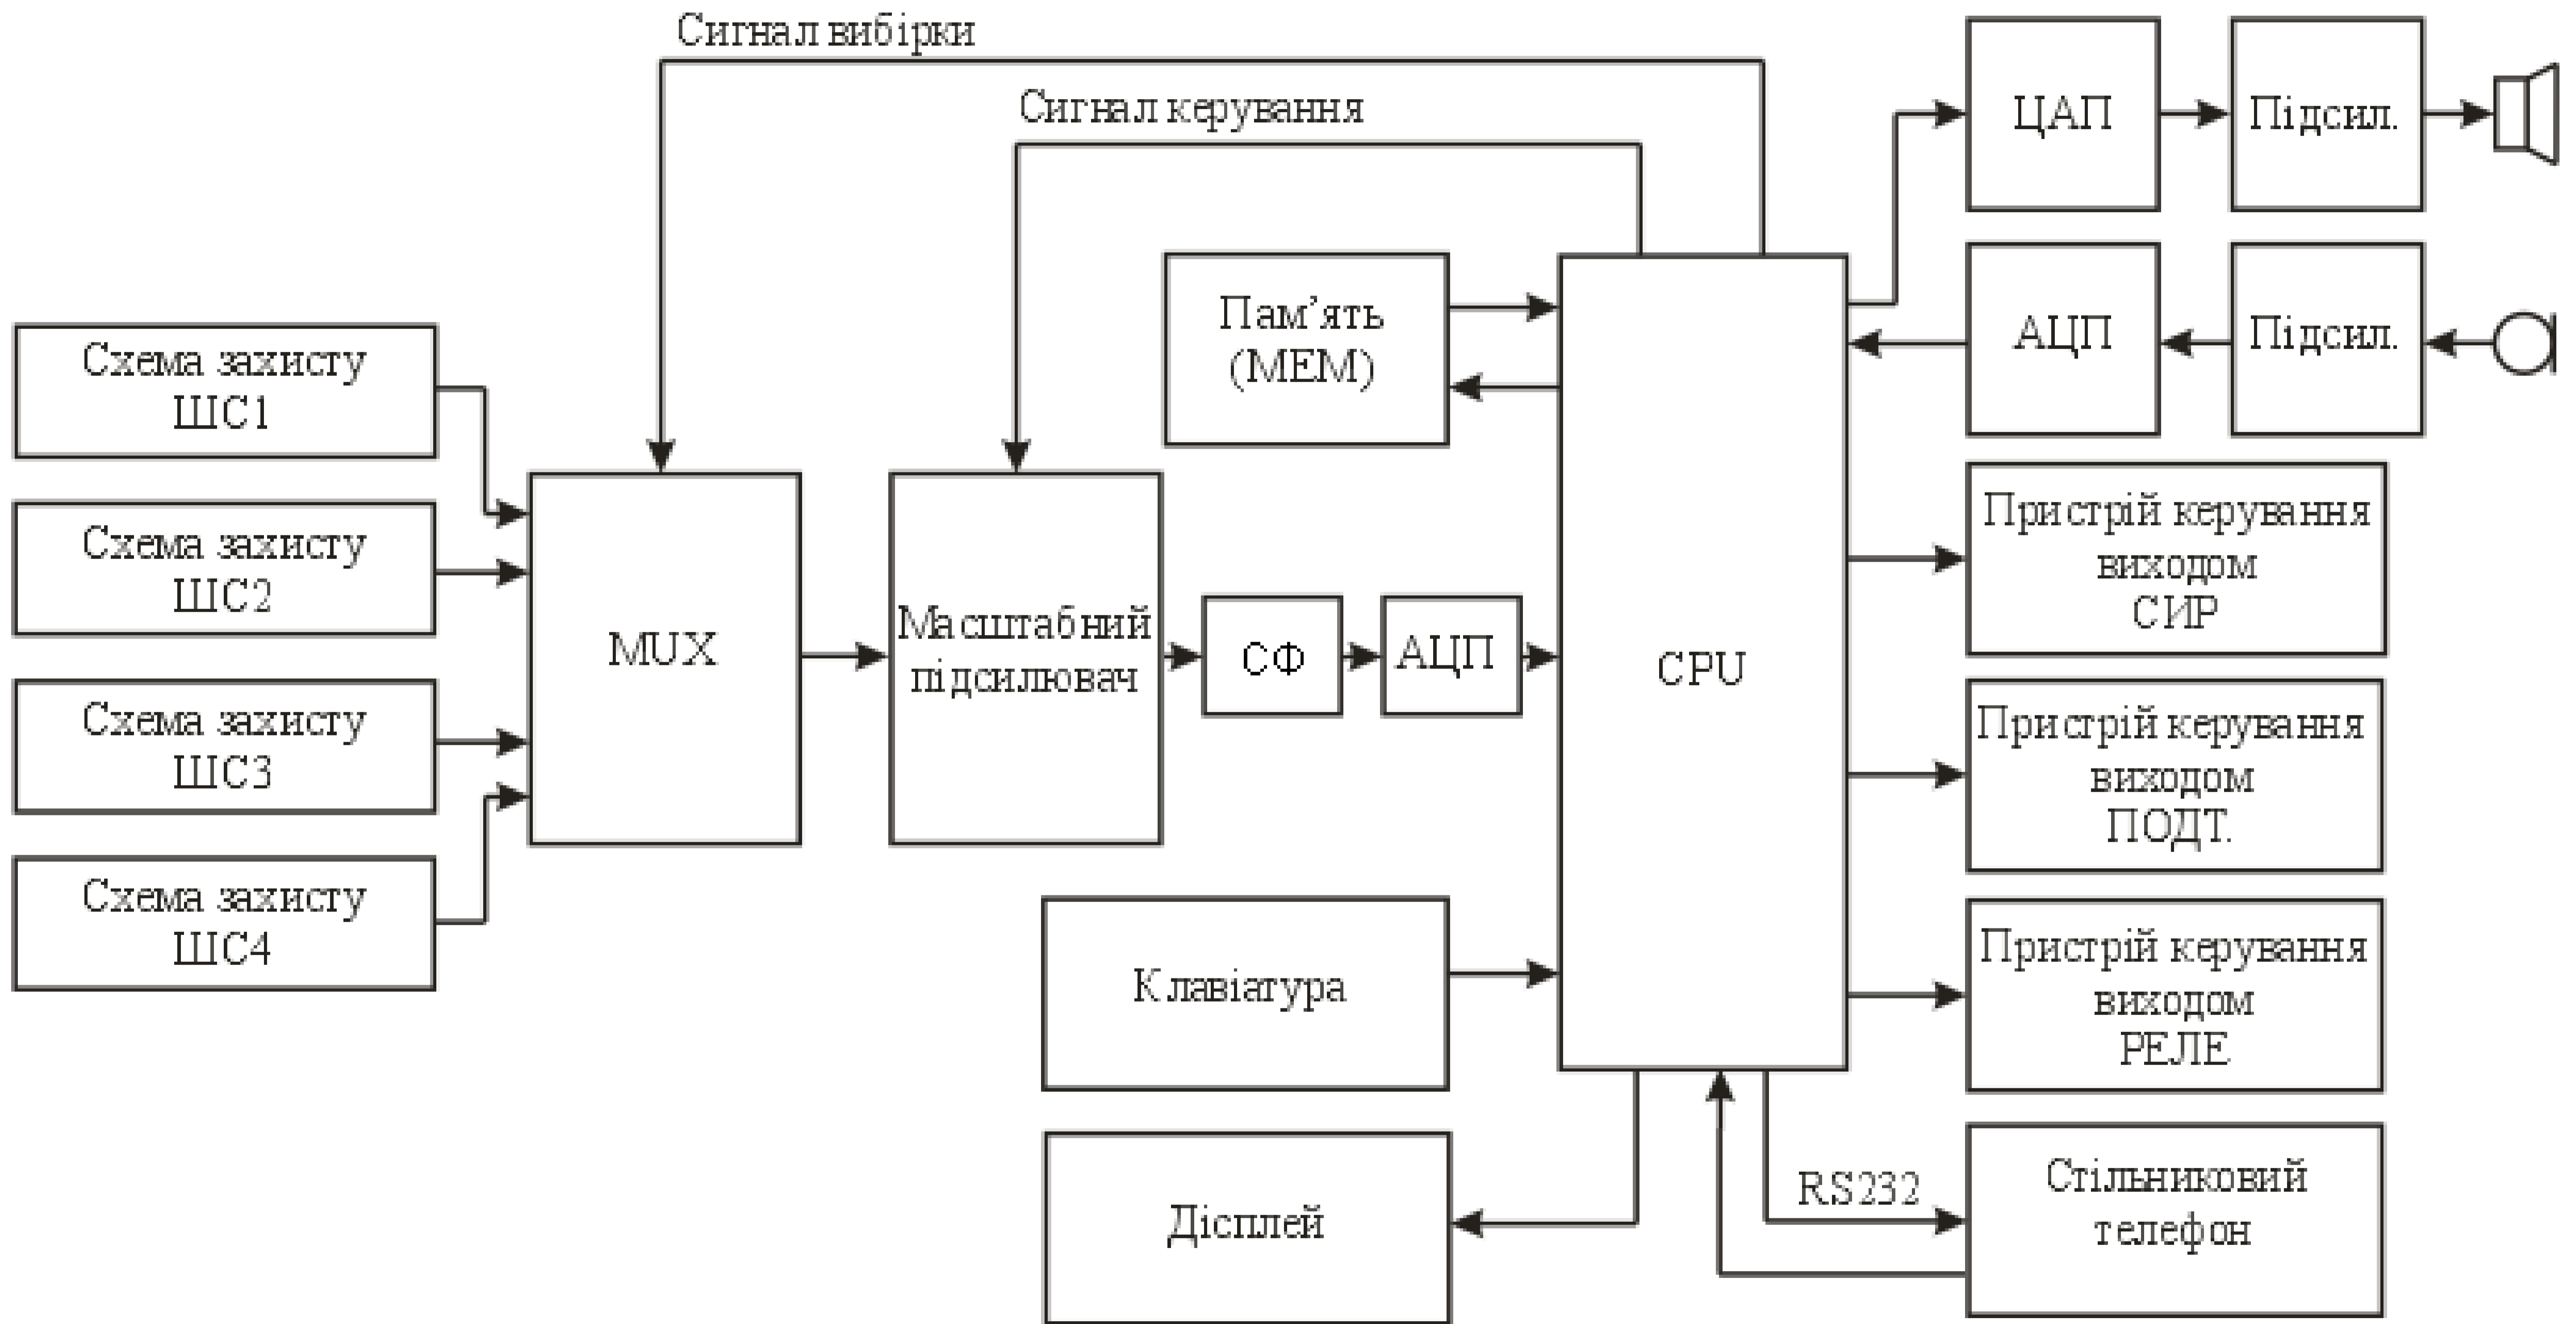 Сигнал вибірки
Сигнал керування
ЦАП
Підсил.
АЦП
Підсил.
Пам’ять
(MEM)
Схема захисту
ШС1
Схема захисту
ШС2
Схема захисту
ШС3
Схема захисту
ШС4
MUX
Масштабний
підсилювач
СФ
АЦП
CPU
Пристрій керування
виходом
СИР
Пристрій керування
виходом
ПОДТ.
Пристрій керування
виходом
РЕЛЕ
Клавіатура
Дісплей
RS232
Стільниковий
телефон